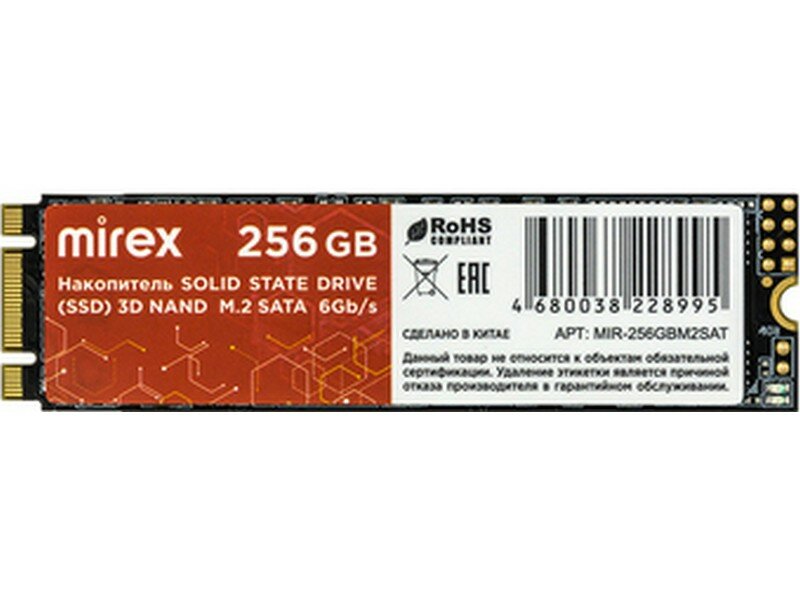 mirex 256 GB
Накопитель SOLID STATE DRIVE
(SSD) 3D NAND M.2 SATA 6Gb/s
RoHS
COMPLIANT
EAC
4 680038 228995
СДЕЛАНО В КИТАЕ АРТ: MIR-256GBM2SAT
Данный товар не относится к объектам обязательной
сертификации. Удаление этикетки является причиной
отказа производителя в гарантийном обслуживании.